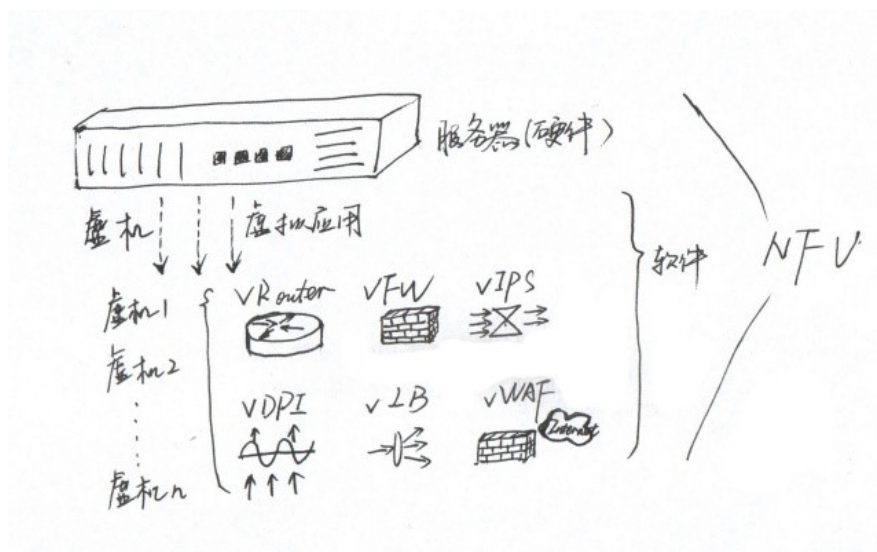 服务器(硬件)
虚机 虚拟应用
软件
NFV
虚机1
vRouter vFW vIPS
虚机2
vDPI vLB vWAF
Internet
虚机n